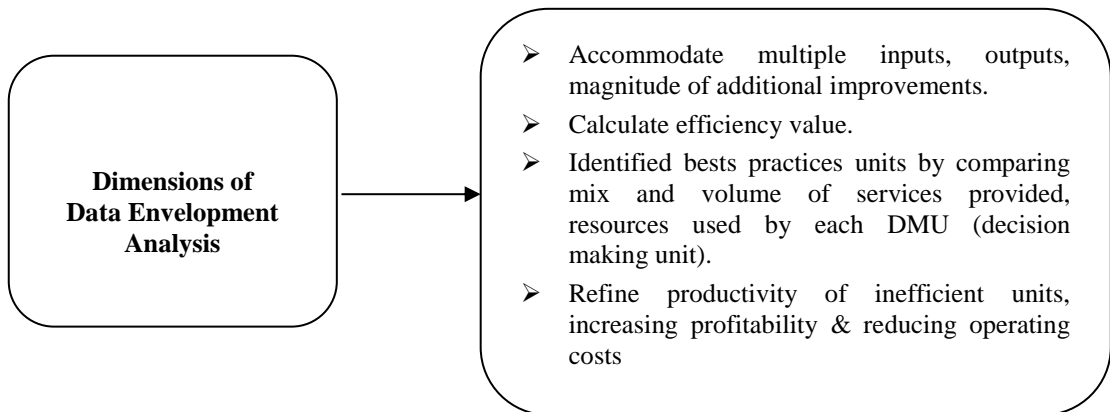 Dimensions of
Data Envelopment
Analysis
➢ Accommodate multiple inputs, outputs,
magnitude of additional improvements.
➢ Calculate efficiency value.
➢ Identified bests practices units by comparing
mix and volume of services provided,
resources used by each DMU (decision
making unit).
➢ Refine productivity of inefficient units,
increasing profitability & reducing operating
costs